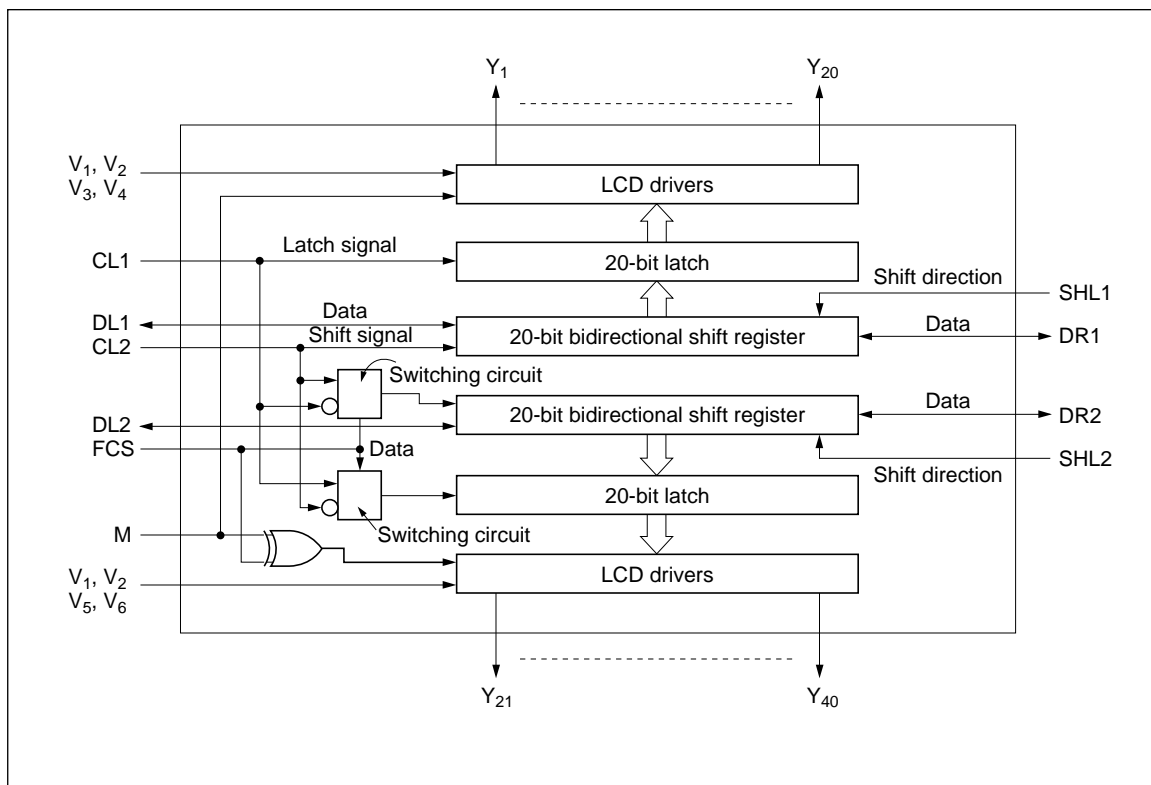 Y1 Y20
V1, V2
V3, V4
LCD drivers
Latch signal
CL1
20-bit latch
Shift direction
SHL1
Data
DL1
20-bit bidirectional shift register
Data
DR1
Shift signal
CL2
Switching circuit
20-bit bidirectional shift register
Data
DR2
DL2
FCS
Data
SHL2
Shift direction
20-bit latch
Switching circuit
M
LCD drivers
V1, V2
V5, V6
Y21 Y40